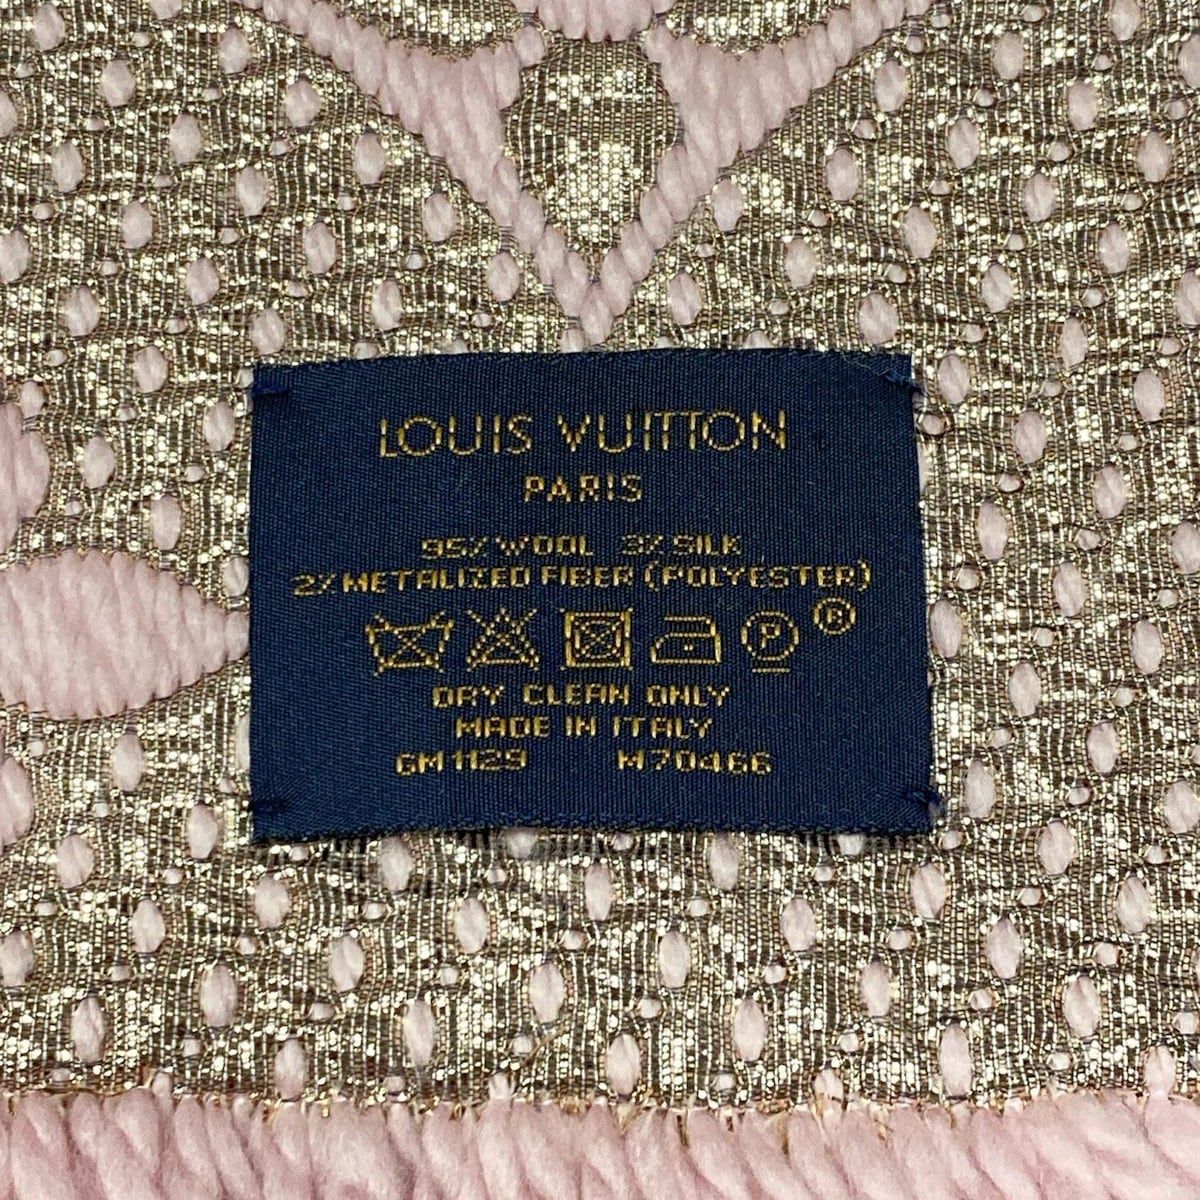 LOUIS VUITTON
PARIS
95% WOOL 3% SILK
2% METALIZED FIBER (POLYESTER)
P ®
DRY CLEAN ONLY
MADE IN ITALY
GM1129 M70466